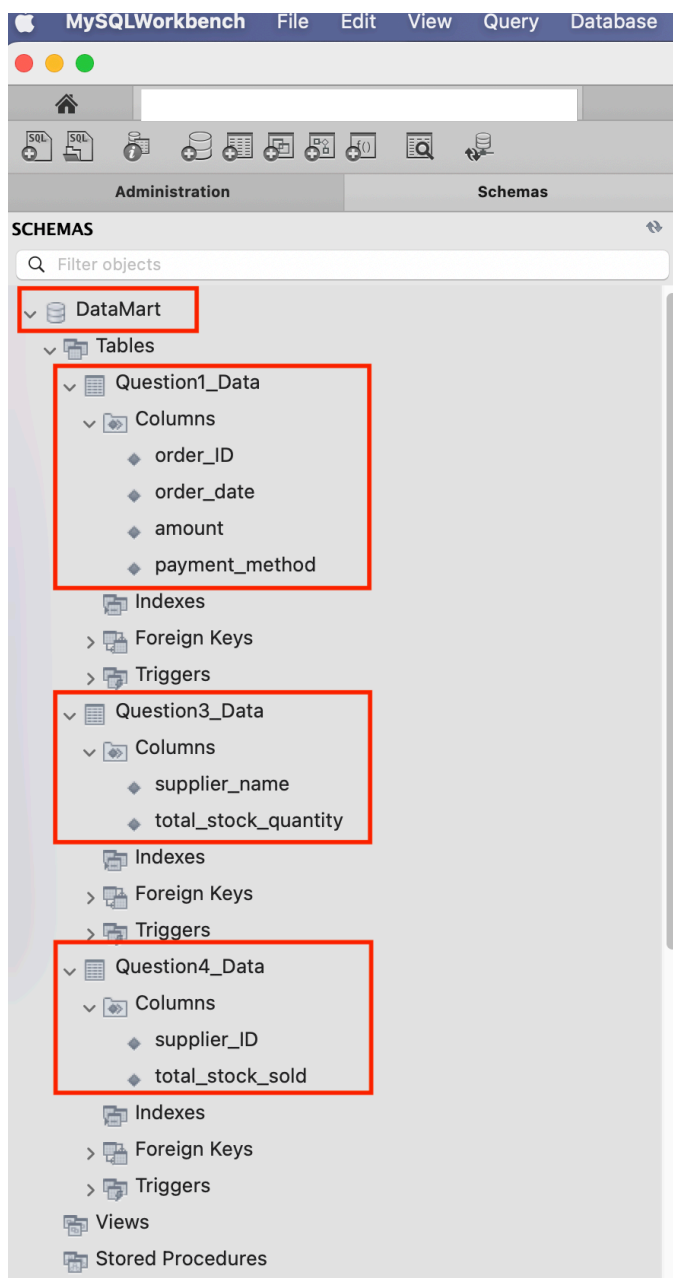 MySQLWorkbench File Edit View Query Database
SQL SQL
Administration Schemas
SCHEMAS
Filter objects
DataMart
Tables
Question1_Data
Columns
order_ID
order_date
amount
payment_method
Indexes
Foreign Keys
Triggers
Question3_Data
Columns
supplier_name
total_stock_quantity
Indexes
Foreign Keys
Triggers
Question4_Data
Columns
supplier_ID
total_stock_sold
Indexes
Foreign Keys
Triggers
Views
Stored Procedures